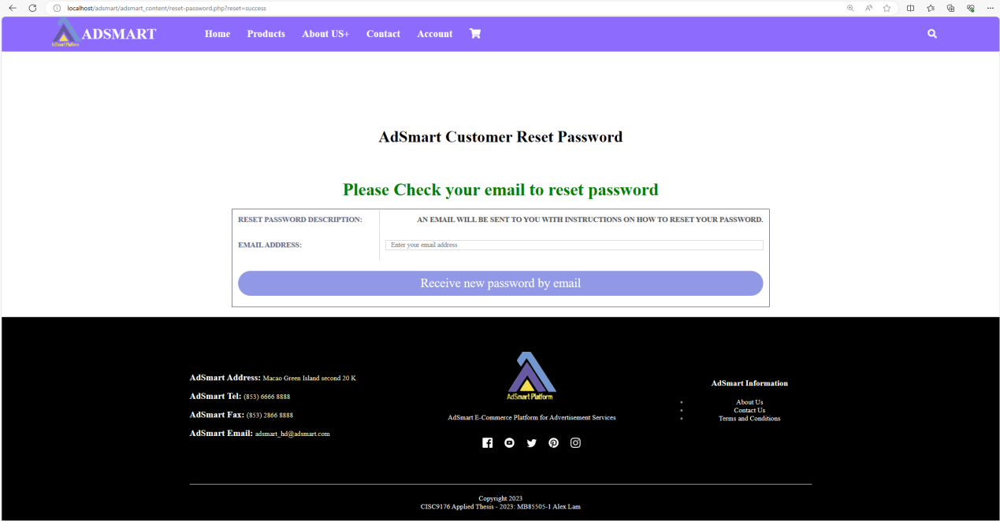 localhost/adsmart/adsmart_content/reset-password.php?reset=success
AdSmart Platform
ADSMART Home Products About US+ Contact Account
AdSmart Customer Reset Password
Please Check your email to reset password
RESET PASSWORD DESCRIPTION: AN EMAIL WILL BE SENT TO YOU WITH INSTRUCTIONS ON HOW TO RESET YOUR PASSWORD.
EMAIL ADDRESS: Enter your email address
Receive new password by email
AdSmart Address: Macao Green Island second 20 K
AdSmart Tel: (853) 6666 8888
AdSmart Fax: (853) 2866 8888
AdSmart Email: adsmart_hd@adsmart.com
AdSmart Platform
AdSmart E-Commerce Platform for Advertisement Services
AdSmart Information
About Us
Contact Us
Terms and Conditions
Copyright 2023
CISC9176 Applied Thesis - 2023: MB85505-1 Alex Lam